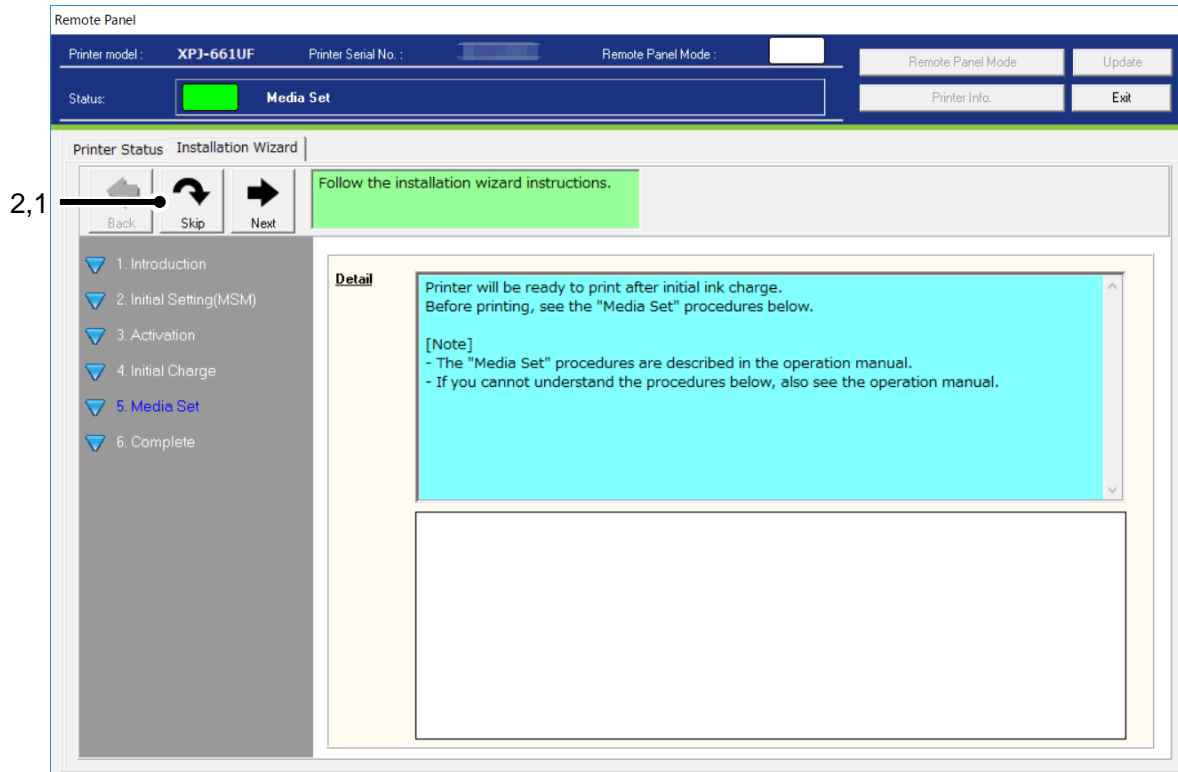 Remote Panel
Printer model : XPJ-661UF Printer Serial No. : Remote Panel Mode : Remote Panel Mode Update
Status: Media Set Printer Info. Exit
Printer Status Installation Wizard
2,1
Back Skip Next
Follow the installation wizard instructions.
1. Introduction
2. Initial Setting(MSM)
3. Activation
4. Initial Charge
5. Media Set
6. Complete
Detail
Printer will be ready to print after initial ink charge.
Before printing, see the "Media Set" procedures below.
[Note]
- The "Media Set" procedures are described in the operation manual.
- If you cannot understand the procedures below, also see the operation manual.